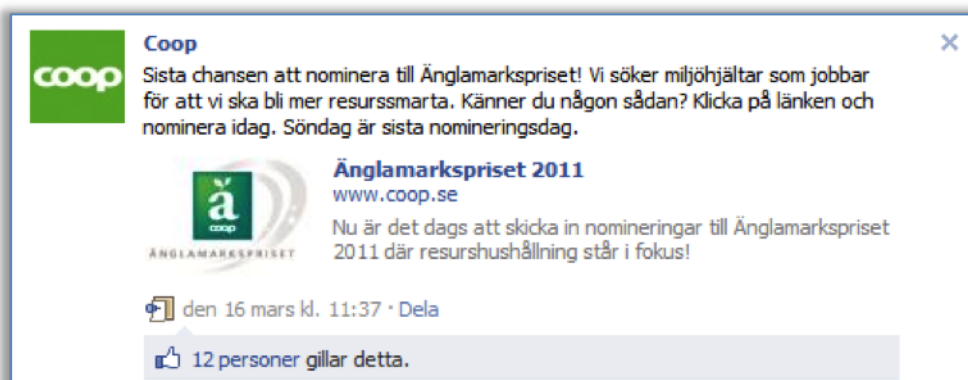 Coop
coop
Sista chansen att nominera till Änglamarkspriset! Vi söker miljöhjältar som jobbar
för att vi ska bli mer resurssmarta. Känner du någon sådan? Klicka på länken och
nominera idag. Söndag är sista nomineringsdag.
Änglamarkspriset 2011
www.coop.se
ä
coop
ÄNGLAMARKSPRISET
Nu är det dags att skicka in nomineringar till Änglamarkspriset
2011 där resurshushållning står i fokus!
den 16 mars kl. 11:37 · Dela
12 personer gillar detta.